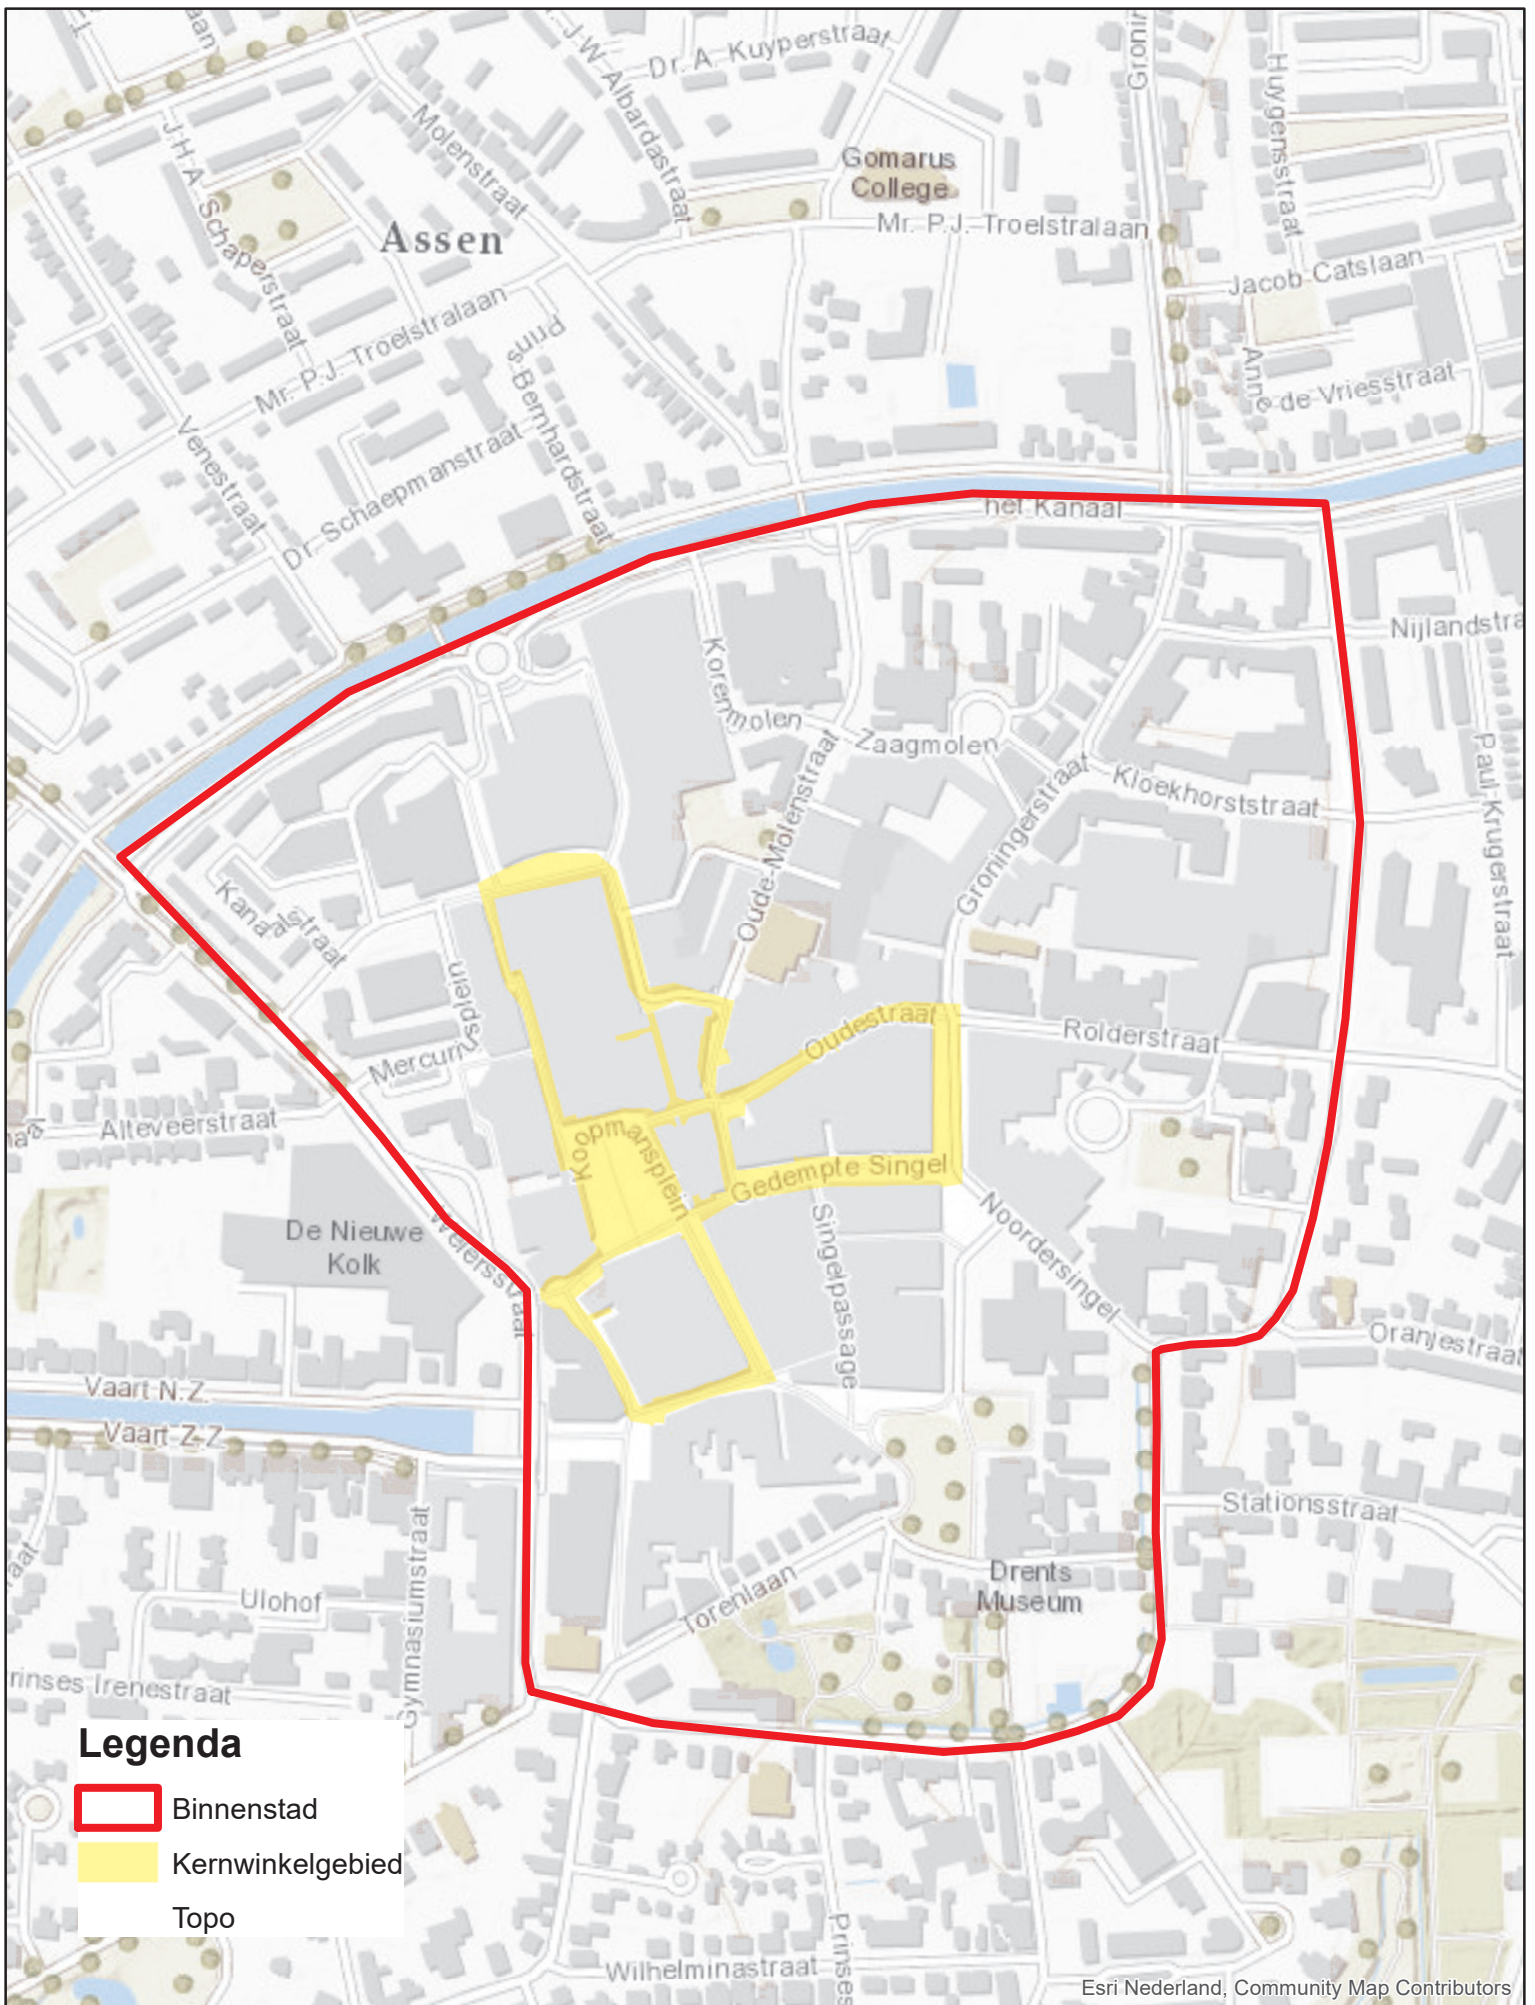 Dr. A. Kuyperstraat
J.W. Albardastraat
Huygensstraat
Molenstraat
J.H.A. Schaperstraat
Gomarus
College
Mr. P.J. Troelstralaan
Assen
Jacob Catslaan
Mr. P.J. Troelstralaan
Prins
Bernhardstraat
Anne de Vriesstraat
Venestraat
Dr. Schaepmanstraat
het Kanaal
Nijlandstra
Korenmolen
Zaagmolen
Oude Molenstraat
Kloekhorststraat
Paul Krugerstraat
Groningerstraat
Kanaalstraat
Mercuriusplein
Oudestraat
Rolderstraat
Alteveerstraat
Koopmansplein
Gedempte Singel
De Nieuwe
Kolk
Weiersstraat
Singelpassage
Noordersingel
Oranjestraat
Vaart N.Z.
Vaart Z.Z.
Stationsstraat
Gymnasiumstraat
Drents
Museum
Ulohof
Torenlaan
rinses Irenestraat
Legenda
Binnenstad
Kernwinkelgebied
Topo
Wilhelminastraat
Prinses
Esri Nederland, Community Map Contributors